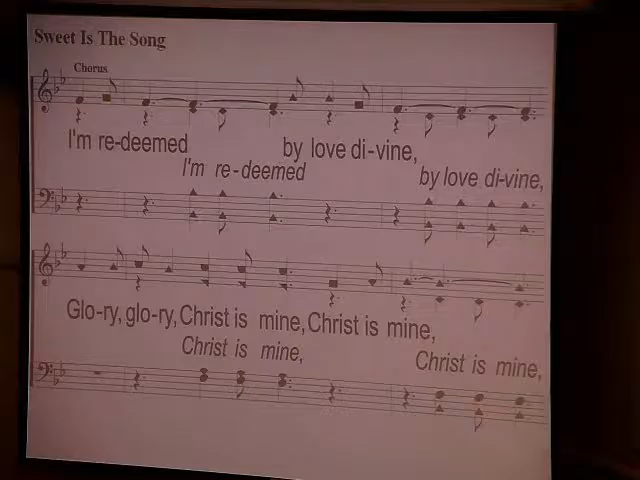 Sweet Is The Song
Chorus
I'm re-deemed by love di-vine,
I'm re-deemed by love di-vine,
Glo-ry, glo-ry, Christ is mine, Christ is mine,
Christ is mine, Christ is mine,